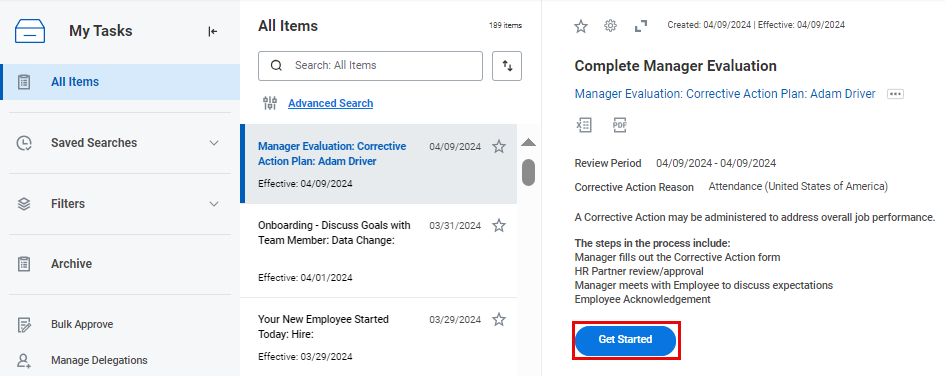 My Tasks
All Items
Saved Searches
Filters
Archive
Bulk Approve
Manage Delegations
All Items
189 items
Search: All Items
Advanced Search
Manager Evaluation: Corrective
Action Plan: Adam Driver
04/09/2024
Effective: 04/09/2024
Onboarding - Discuss Goals with
Team Member: Data Change:
03/31/2024
Effective: 04/01/2024
Your New Employee Started
Today: Hire:
03/29/2024
Effective: 03/29/2024
Created: 04/09/2024 | Effective: 04/09/2024
Complete Manager Evaluation
Manager Evaluation: Corrective Action Plan: Adam Driver
PDF
Review Period 04/09/2024 - 04/09/2024
Corrective Action Reason Attendance (United States of America)
A Corrective Action may be administered to address overall job performance.
The steps in the process include:
Manager fills out the Corrective Action form
HR Partner review/approval
Manager meets with Employee to discuss expectations
Employee Acknowledgement
Get Started